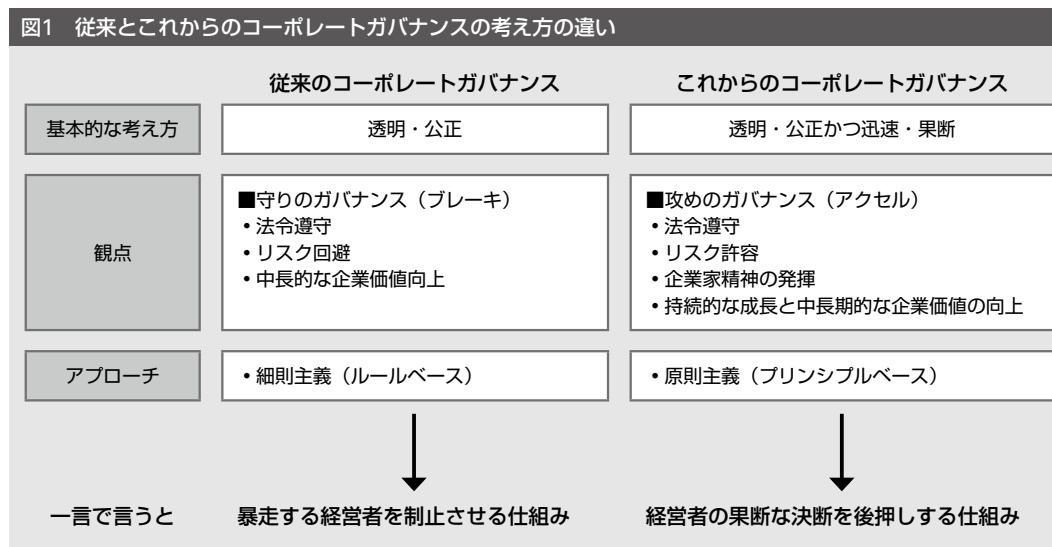 図1　従来とこれからのコーポレートガバナンスの考え方の違い
従来のコーポレートガバナンス
これからのコーポレートガバナンス
基本的な考え方
透明・公正
透明・公正かつ迅速・果断
観点
■守りのガバナンス（ブレーキ）
•法令遵守
•リスク回避
•中長的な企業価値向上
■攻めのガバナンス（アクセル）
•法令遵守
•リスク許容
•企業家精神の発揮
•持続的な成長と中長期的な企業価値の向上
アプローチ
•細則主義（ルールベース）
•原則主義（プリンシプルベース）
一言で言うと
暴走する経営者を制止させる仕組み
経営者の果断な決断を後押しする仕組み